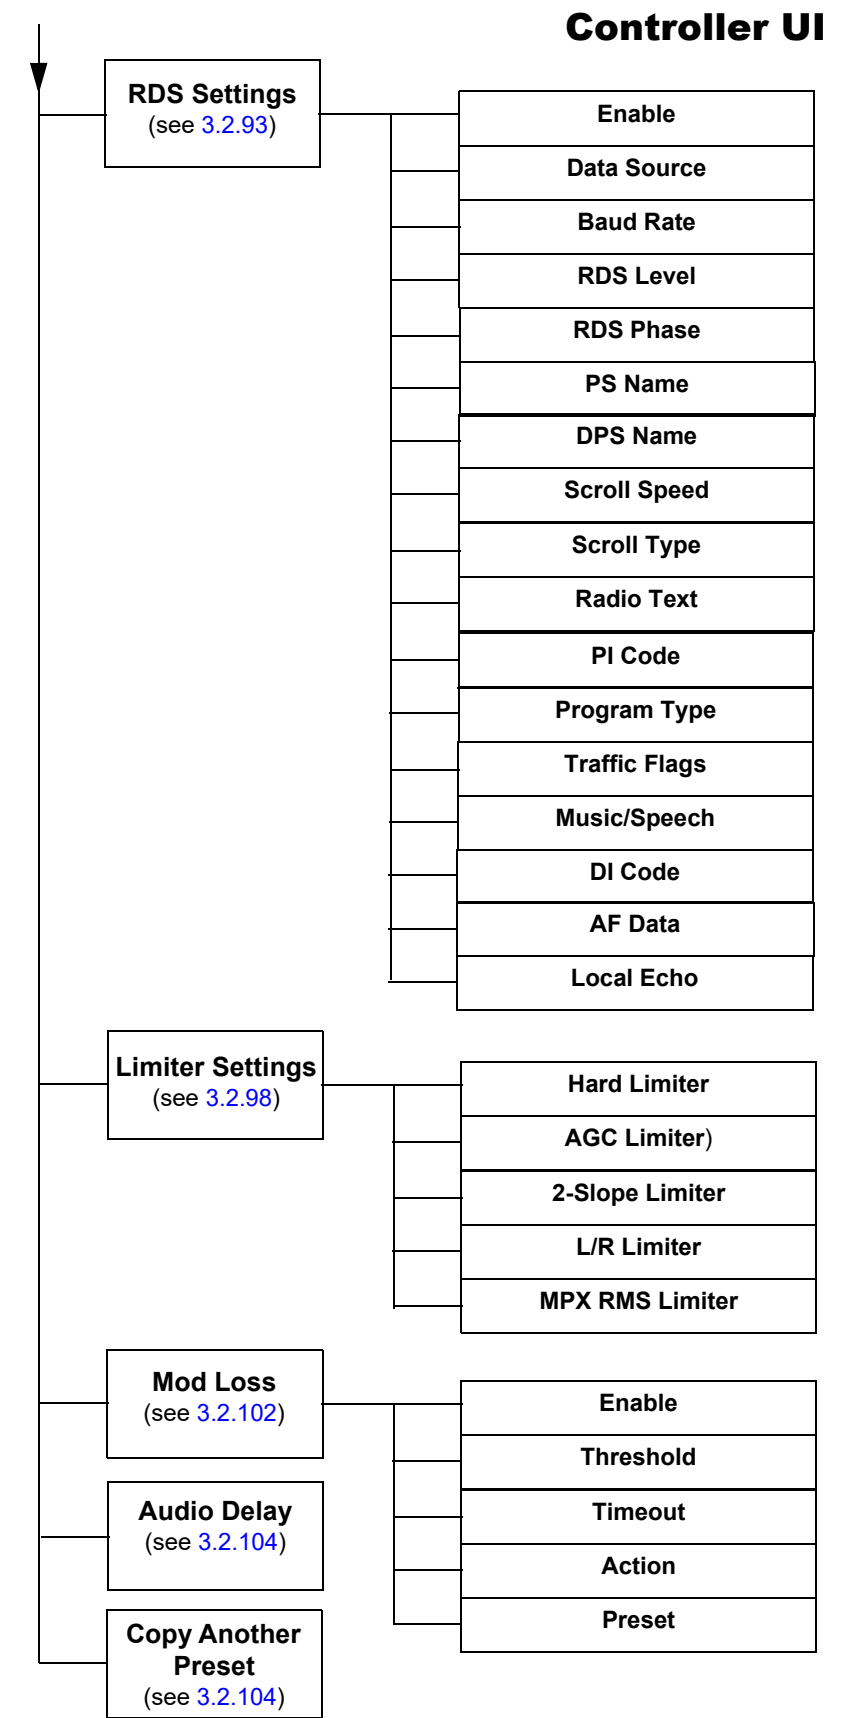 Controller UI
RDS Settings
(see 3.2.93)
Enable
Data Source
Baud Rate
RDS Level
RDS Phase
PS Name
DPS Name
Scroll Speed
Scroll Type
Radio Text
PI Code
Program Type
Traffic Flags
Music/Speech
DI Code
AF Data
Local Echo
Limiter Settings
(see 3.2.98)
Hard Limiter
AGC Limiter)
2-Slope Limiter
L/R Limiter
MPX RMS Limiter
Mod Loss
(see 3.2.102)
Enable
Threshold
Timeout
Action
Preset
Audio Delay
(see 3.2.104)
Copy Another
Preset
(see 3.2.104)